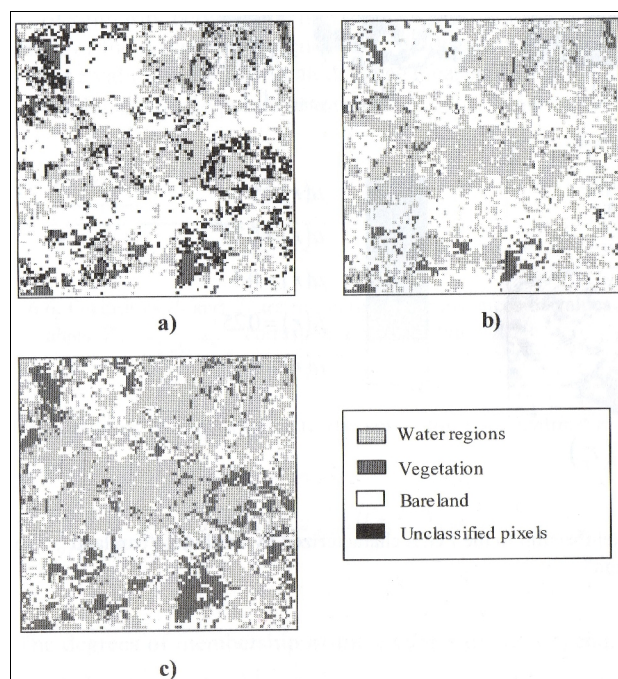 a)
b)
c)
Water regions
Vegetation
Bareland
Unclassified pixels